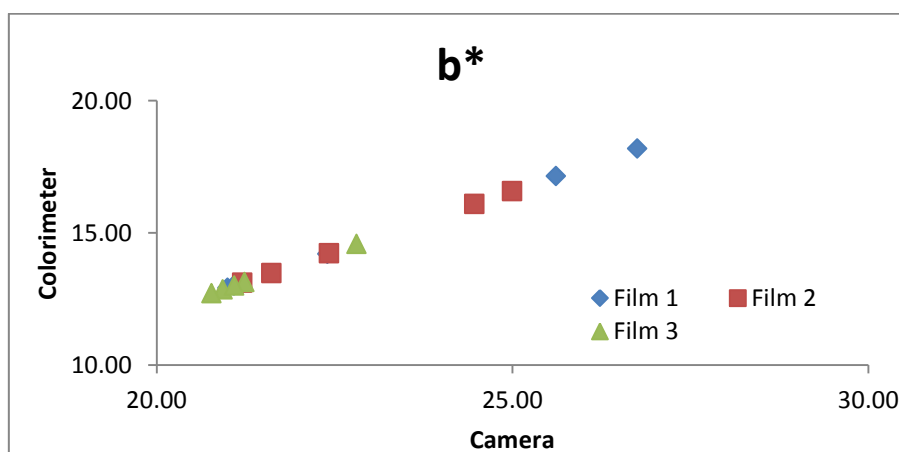 b*
20.00
15.00
10.00
Colorimeter
Film 1
Film 2
Film 3
20.00
25.00
30.00
Camera